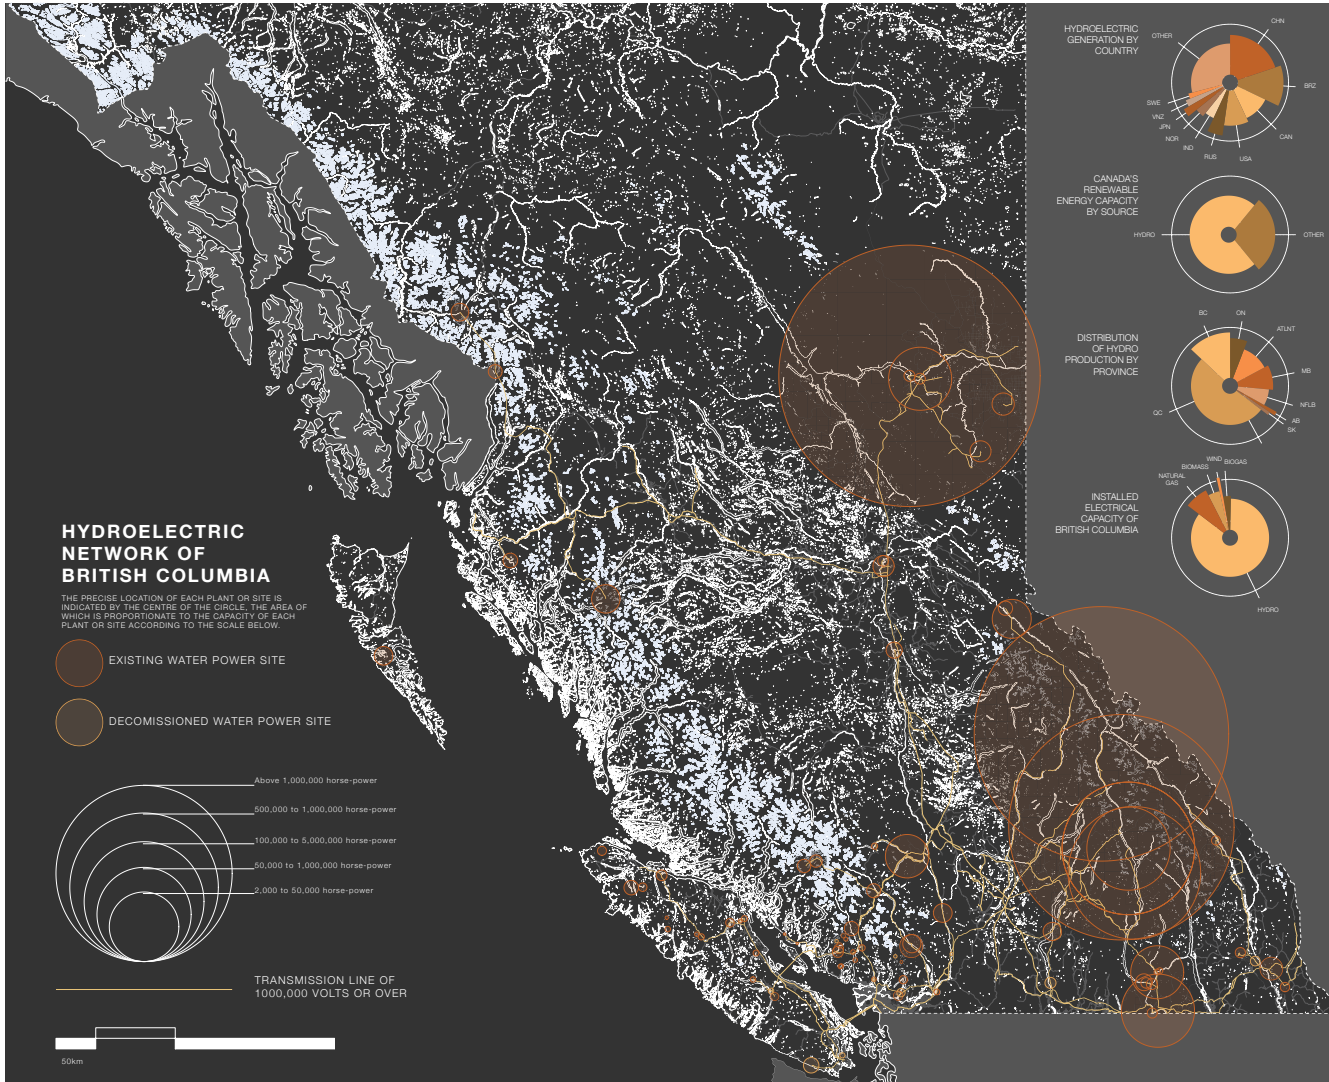 HYDROELECTRIC
GENERATION BY
COUNTRY
CHN
OTHER
BRZ
SWE
VNZ
JPN
NOR
IND
RUS
USA
CAN
CANADA'S
RENEWABLE
ENERGY CAPACITY
BY SOURCE
HYDRO
OTHER
DISTRIBUTION
OF HYDRO
PRODUCTION BY
PROVINCE
BC
ON
ATLNT
MB
NFLB
AB
SK
QC
INSTALLED
ELECTRICAL
CAPACITY OF
BRITISH COLUMBIA
NATURAL
GAS
BIOMASS
WIND
BIOGAS
HYDRO
HYDROELECTRIC
NETWORK OF
BRITISH COLUMBIA
THE PRECISE LOCATION OF EACH PLANT OR SITE IS
INDICATED BY THE CENTRE OF THE CIRCLE, THE AREA OF
WHICH IS PROPORTIONATE TO THE CAPACITY OF EACH
PLANT OR SITE ACCORDING TO THE SCALE BELOW.
EXISTING WATER POWER SITE
DECOMISSIONED WATER POWER SITE
Above 1,000,000 horse-power
500,000 to 1,000,000 horse-power
100,000 to 5,000,000 horse-power
50,000 to 1,000,000 horse-power
2,000 to 50,000 horse-power
TRANSMISSION LINE OF
1000,000 VOLTS OR OVER
50km